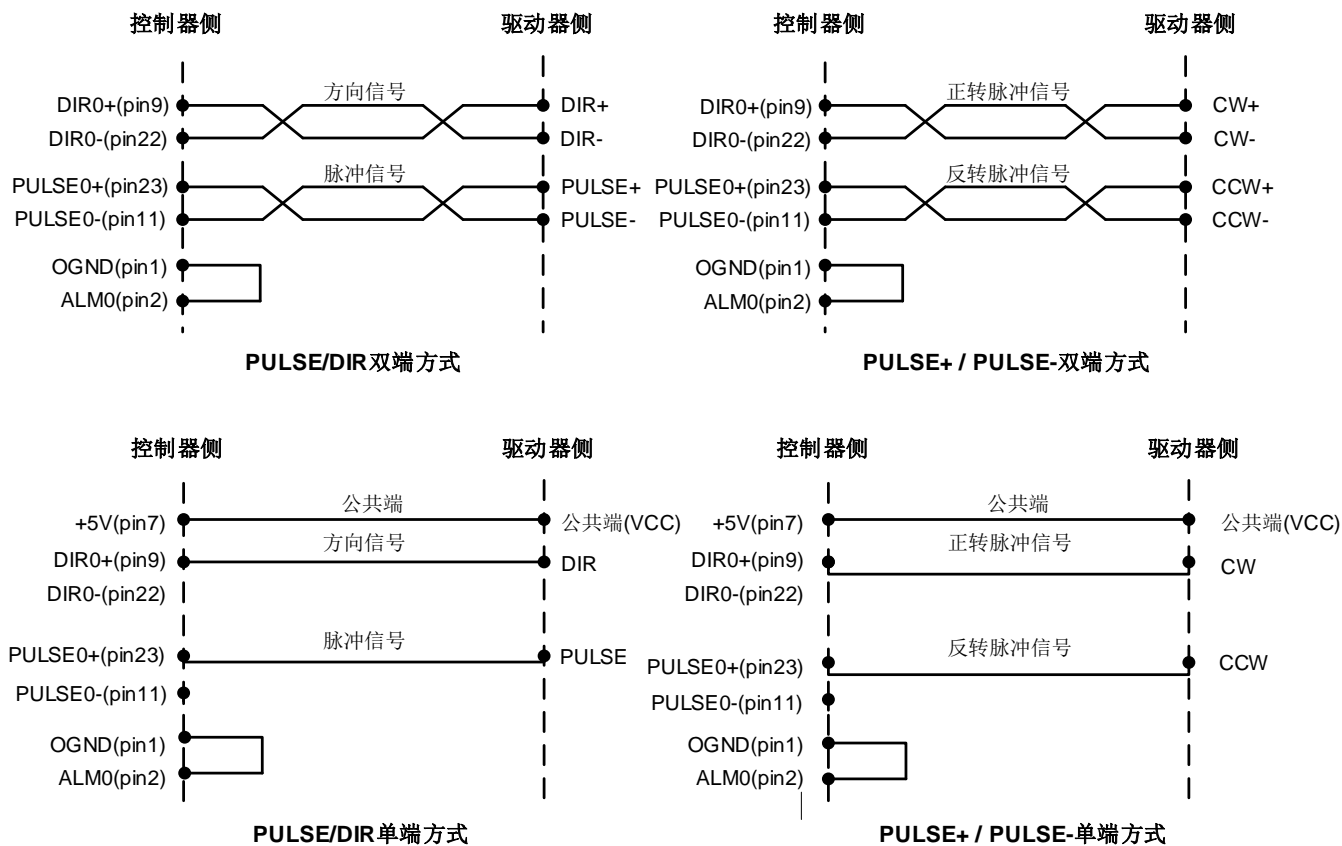 控制器侧
驱动器侧
DIR0+(pin9)
方向信号
DIR+
DIR0-(pin22)
DIR-
PULSE0+(pin23)
脉冲信号
PULSE+
PULSE0-(pin11)
PULSE-
OGND(pin1)
ALM0(pin2)
PULSE/DIR双端方式
控制器侧
驱动器侧
DIR0+(pin9)
正转脉冲信号
CW+
DIR0-(pin22)
CW-
PULSE0+(pin23)
反转脉冲信号
CCW+
PULSE0-(pin11)
CCW-
OGND(pin1)
ALM0(pin2)
PULSE+ / PULSE-双端方式
控制器侧
驱动器侧
+5V(pin7)
公共端
公共端(VCC)
DIR0+(pin9)
方向信号
DIR
DIR0-(pin22)
PULSE0+(pin23)
脉冲信号
PULSE
PULSE0-(pin11)
OGND(pin1)
ALM0(pin2)
PULSE/DIR单端方式
控制器侧
驱动器侧
+5V(pin7)
公共端
公共端(VCC)
DIR0+(pin9)
正转脉冲信号
CW
DIR0-(pin22)
PULSE0+(pin23)
反转脉冲信号
CCW
PULSE0-(pin11)
OGND(pin1)
ALM0(pin2)
PULSE+ / PULSE-单端方式